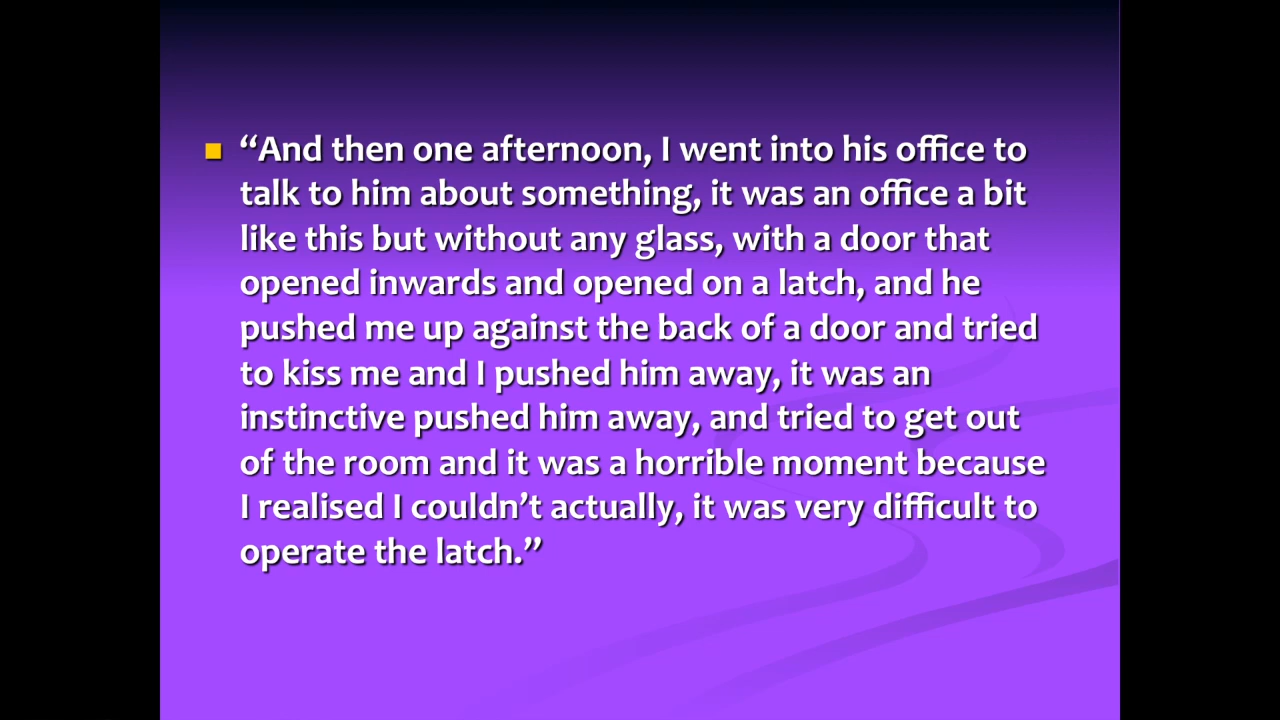 “And then one afternoon, I went into his office to
talk to him about something, it was an office a bit
like this but without any glass, with a door that
opened inwards and opened on a latch, and he
pushed me up against the back of a door and tried
to kiss me and I pushed him away, it was an
instinctive pushed him away, and tried to get out
of the room and it was a horrible moment because
I realised I couldn’t actually, it was very difficult to
operate the latch.”